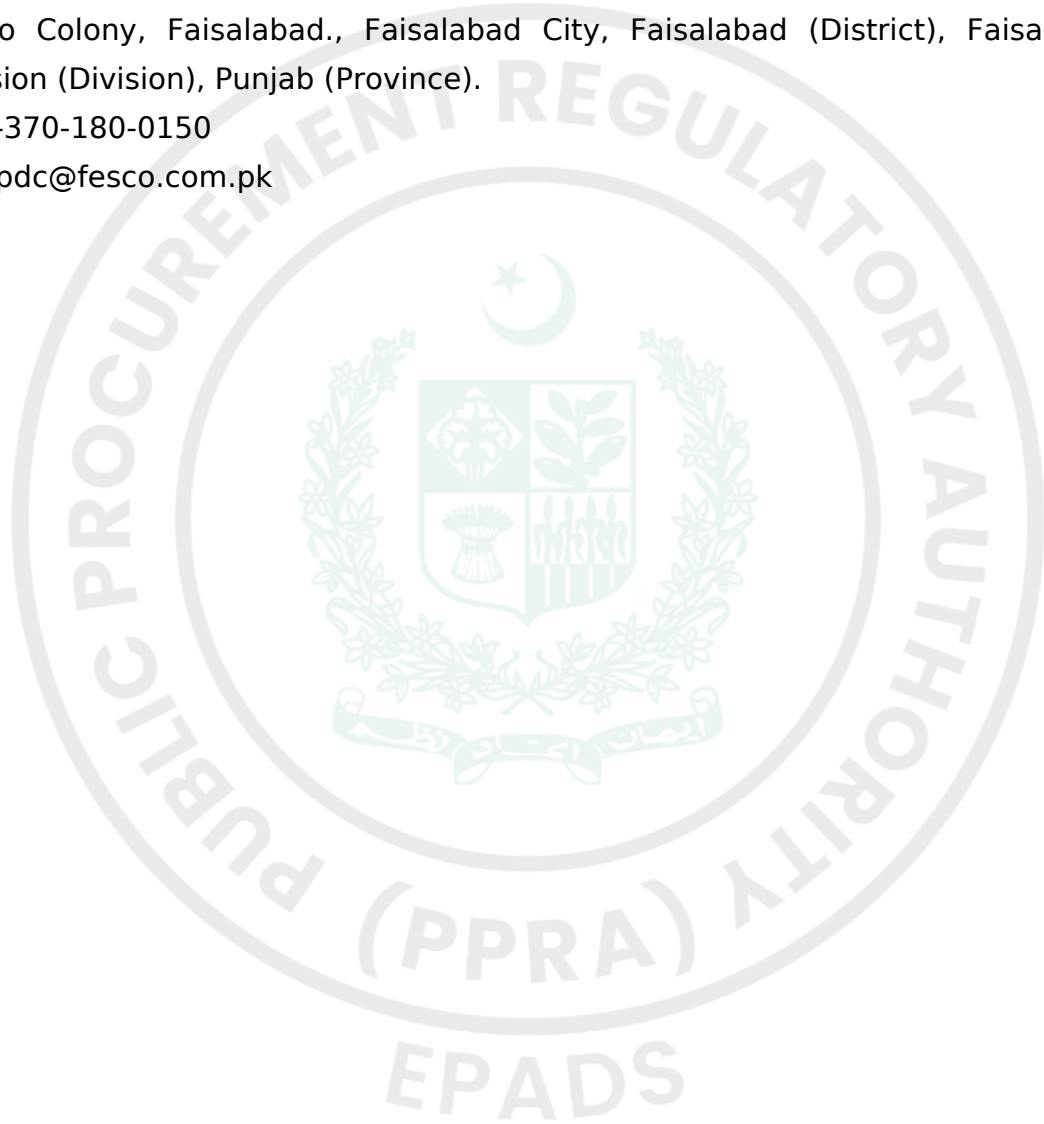 o Colony, Faisalabad., Faisalabad City, Faisalabad (District), Faisa
sion (Division), Punjab (Province).
-370-180-0150
pdc@fesco.com.pk
PUBLIC PROCUREMENT REGULATORY AUTHORITY
(PPRA)
EPADS